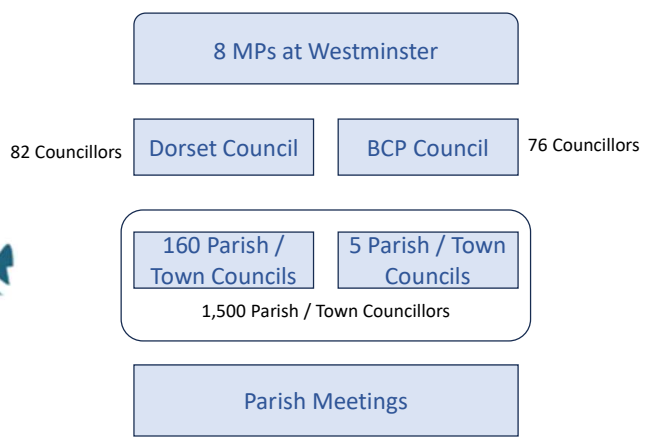 8 MPs at Westminster
82 Councillors
Dorset Council
BCP Council
76 Councillors
160 Parish /
Town Councils
5 Parish / Town
Councils
1,500 Parish / Town Councillors
Parish Meetings